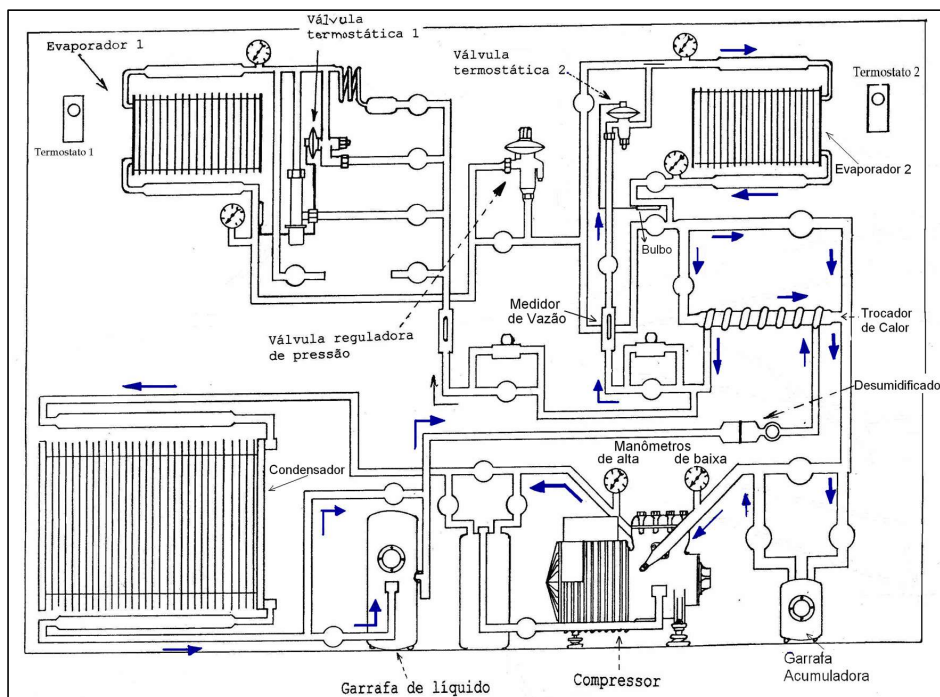 Evaporador 1
Válvula
termostática 1
Termostato 1
Válvula
termostática 2
Termostato 2
Evaporador 2
Bulbo
Válvula reguladora
de pressão
Medidor
de Vazão
Trocador
de Calor
Desumidificado
Condensador
Manômetros
de alta
de baixa
Garrafa de líquido
Compressor
Garrafa
Acumuladora